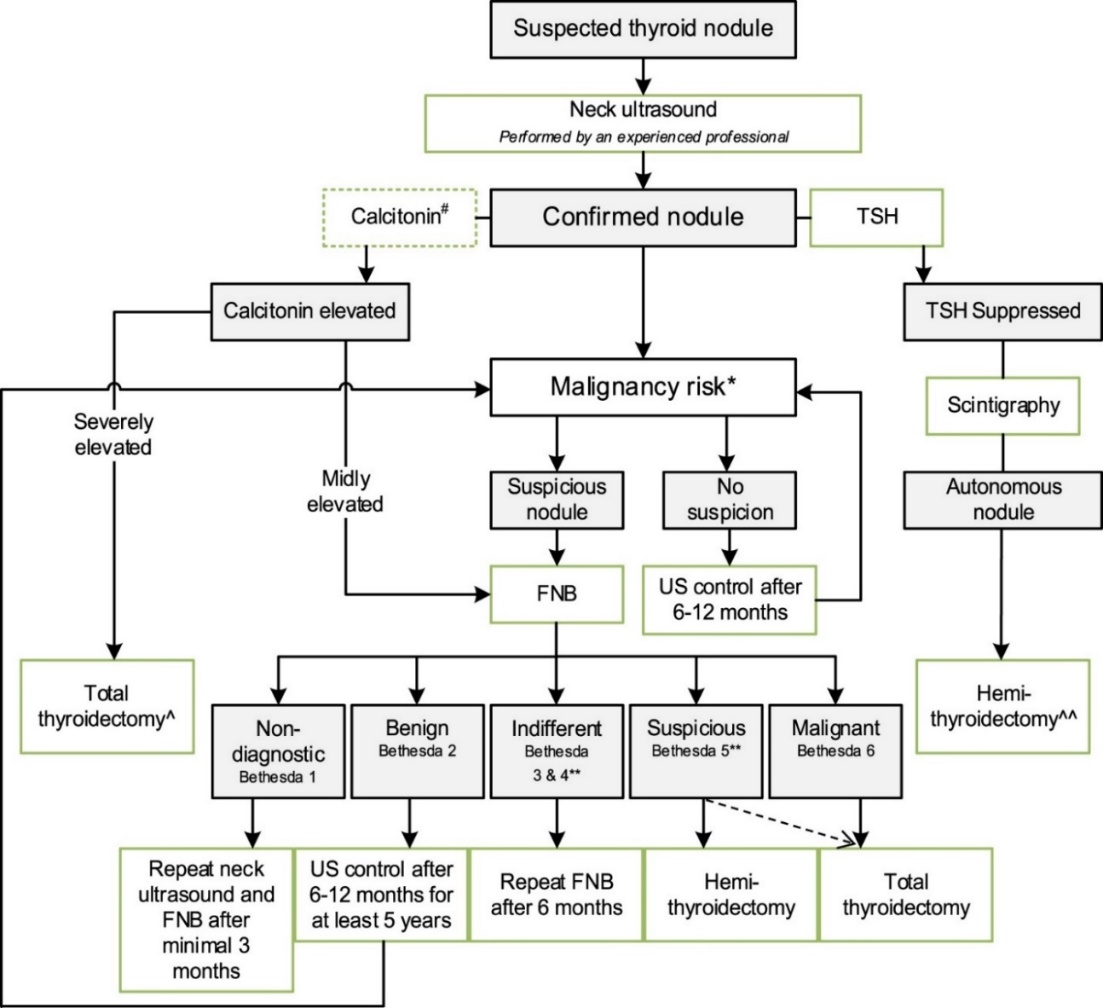 Suspected thyroid nodule
Neck ultrasound
Performed by an experienced professional
Calcitonin#
Confirmed nodule
TSH
Calcitonin elevated
TSH Suppressed
Malignancy risk*
Severely
elevated
Scintigraphy
Midly
elevated
Suspicious
nodule
No
suspicion
Autonomous
nodule
FNB
US control after
6-12 months
Total
thyroidectomy^
Hemi-
thyroidectomy^^
Non-
diagnostic
Bethesda 1
Benign
Bethesda 2
Indifferent
Bethesda
3 & 4**
Suspicious
Bethesda 5**
Malignant
Bethesda 6
Repeat neck
ultrasound and
FNB after
minimal 3
months
US control after
6-12 months for
at least 5 years
Repeat FNB
after 6 months
Hemi-
thyroidectomy
Total
thyroidectomy